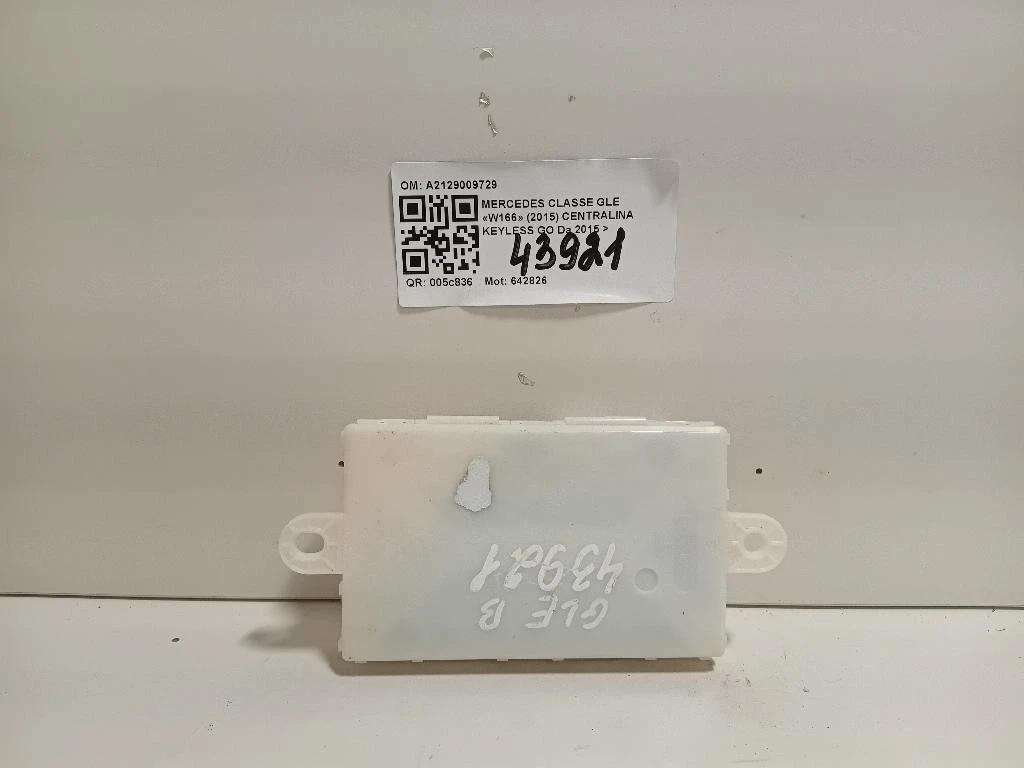 OM: A2129009729
MERCEDES CLASSE GLE
«W166» (2015) CENTRALINA
KEYLESS GO Da 2015 >
43921
QR: 005c836 Mot: 642826
43921
GLE B